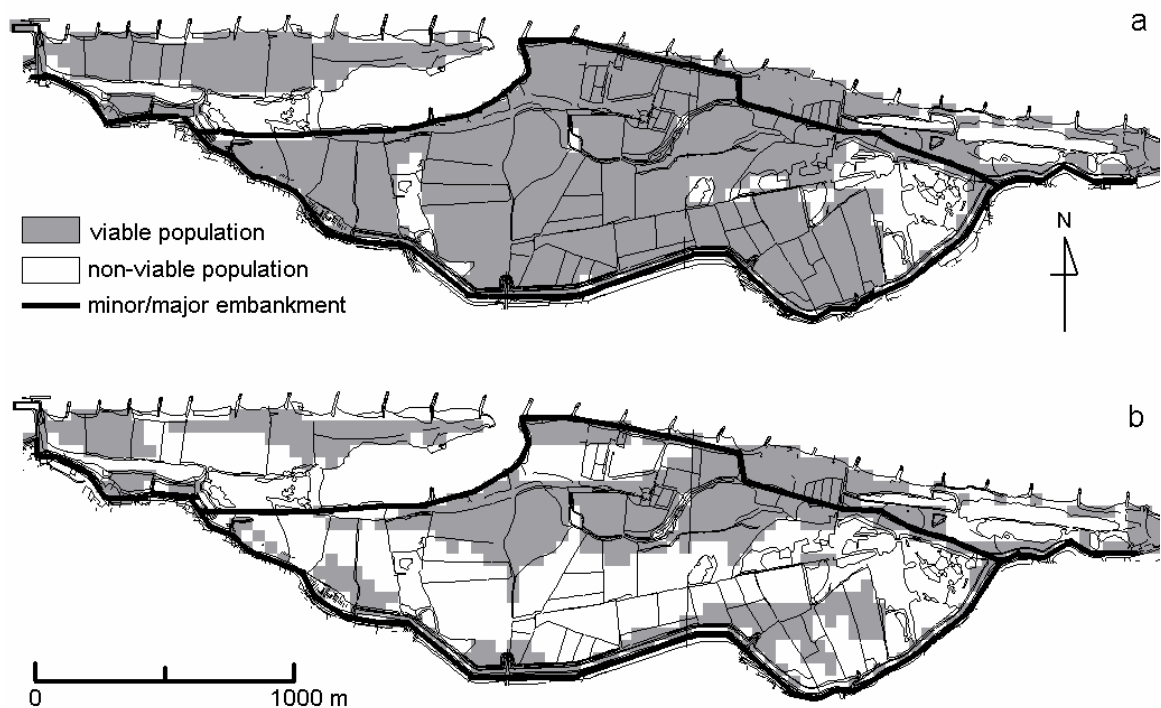 a
viable population
non-viable population
minor/major embankment
N
b
0 1000 m